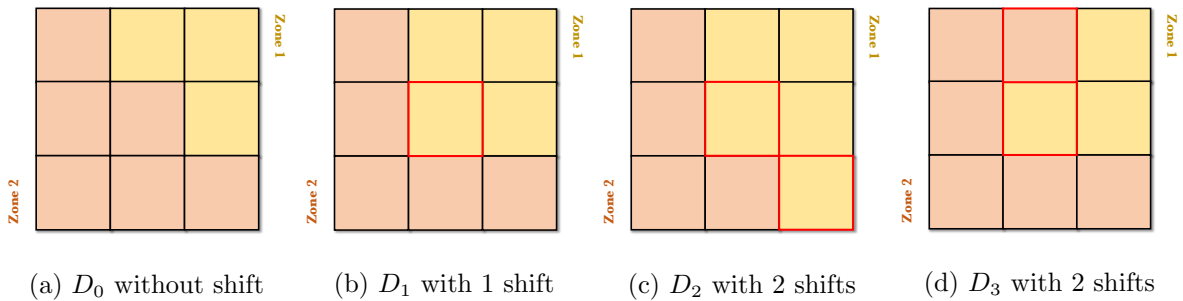 Zone 1
Zone 2
Zone 1
Zone 2
Zone 1
Zone 2
Zone 1
Zone 2
(a) D₀ without shift
(b) D₁ with 1 shift
(c) D₂ with 2 shifts
(d) D₃ with 2 shifts